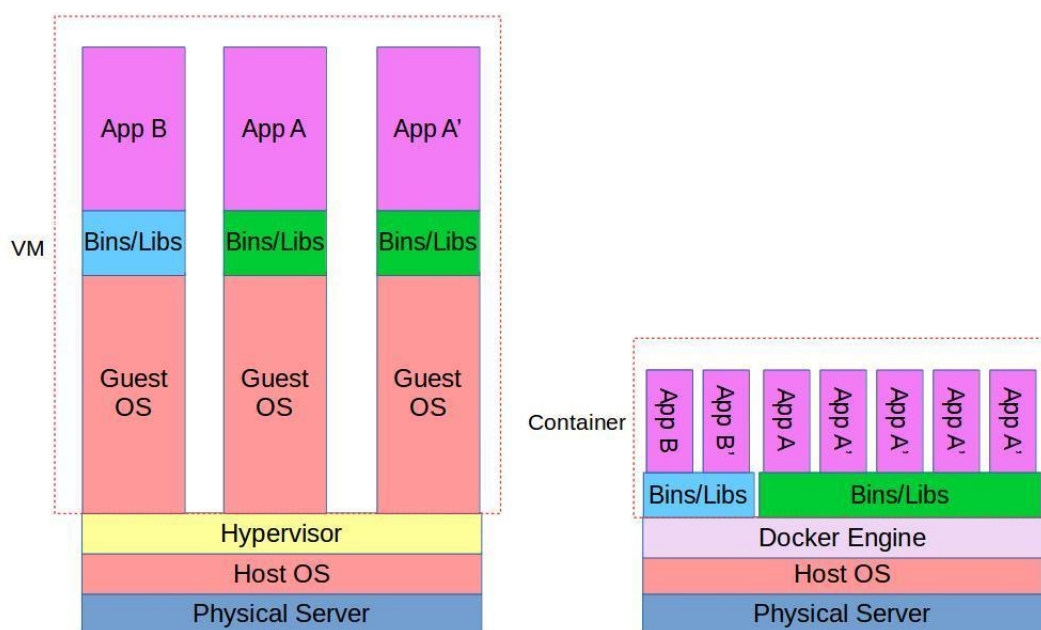 App B
App A
App A’
VM
Bins/Libs
Bins/Libs
Bins/Libs
Guest
OS
Guest
OS
Guest
OS
Hypervisor
Host OS
Physical Server
Container
App B
App B’
App A
App A’
App A’
App A’
App A’
Bins/Libs
Bins/Libs
Docker Engine
Host OS
Physical Server